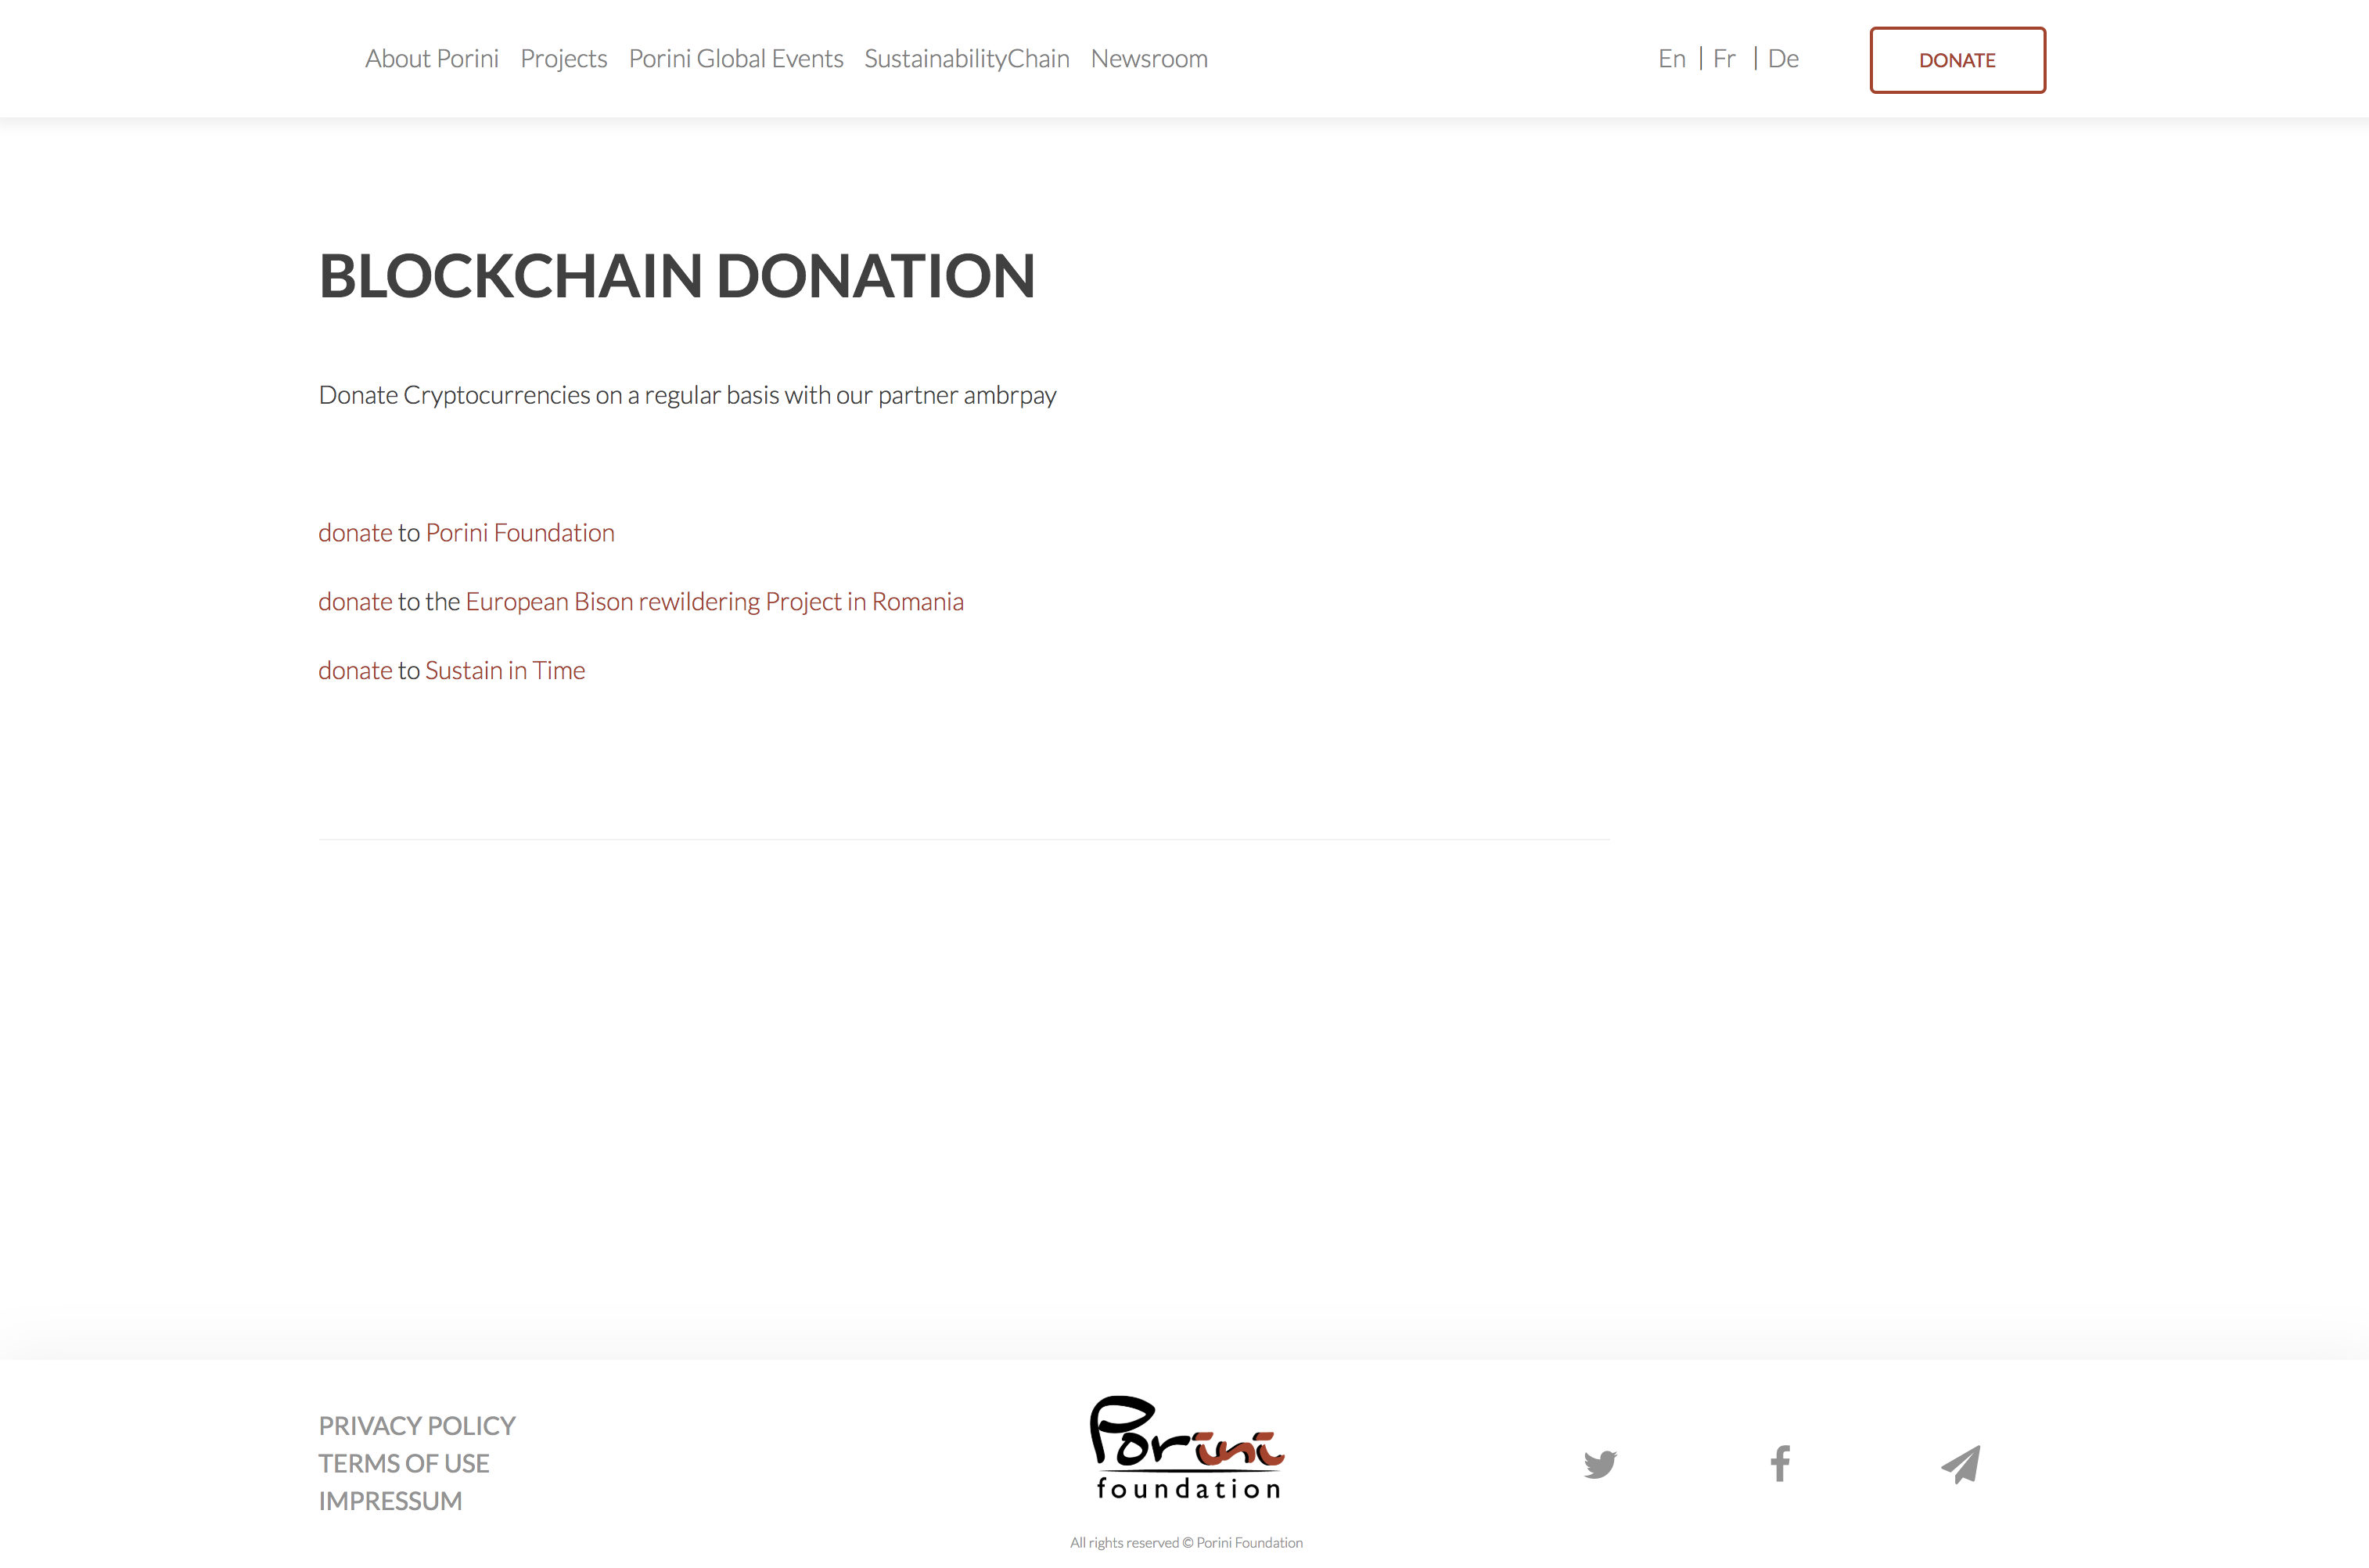 About Porini Projects Porini Global Events SustainabilityChain Newsroom En | Fr | De DONATE
BLOCKCHAIN DONATION
Donate Cryptocurrencies on a regular basis with our partner ambrpay
donate to Porini Foundation
donate to the European Bison rewildering Project in Romania
donate to Sustain in Time
PRIVACY POLICY
TERMS OF USE
IMPRESSUM
Porini
foundation
All rights reserved © Porini Foundation